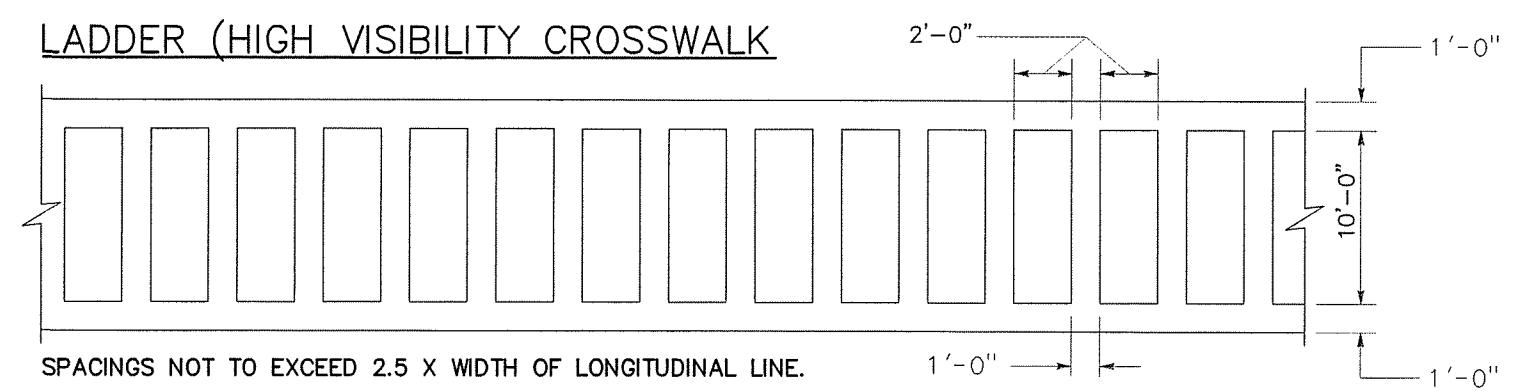 LADDER (HIGH VISIBILITY CROSSWALK
2'-0"
1'-0"
10'-0"
SPACINGS NOT TO EXCEED 2.5 X WIDTH OF LONGITUDINAL LINE.
1'-0"
1'-0"